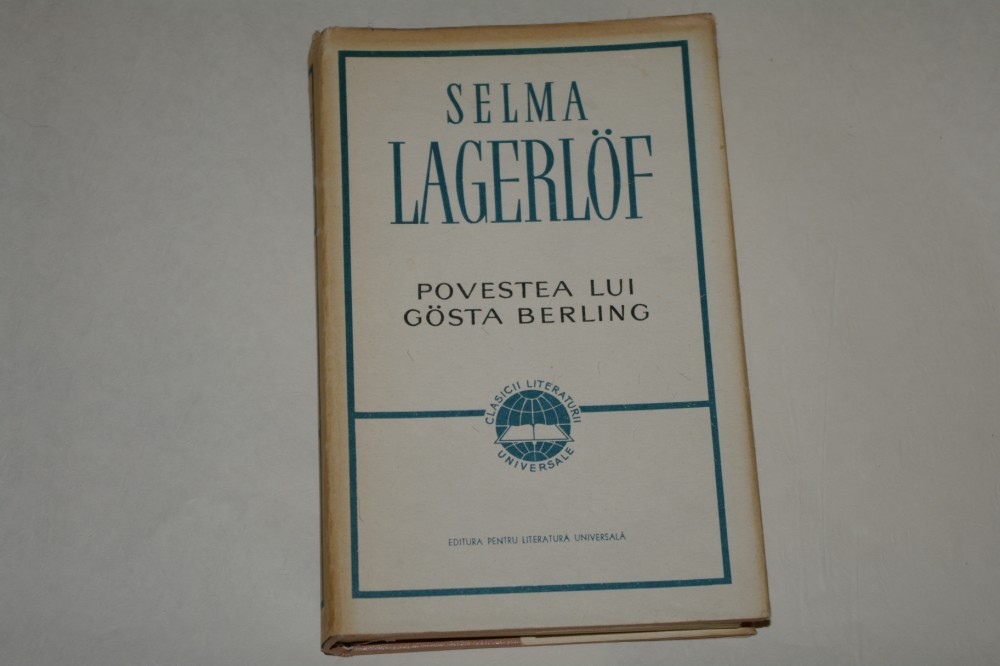 SELMA
LAGERLÖF
POVESTEA LUI
GÖSTA BERLING
CLASICII LITERATURII
UNIVERSALE
EDITURA PENTRU LITERATURĂ UNIVERSALĂ